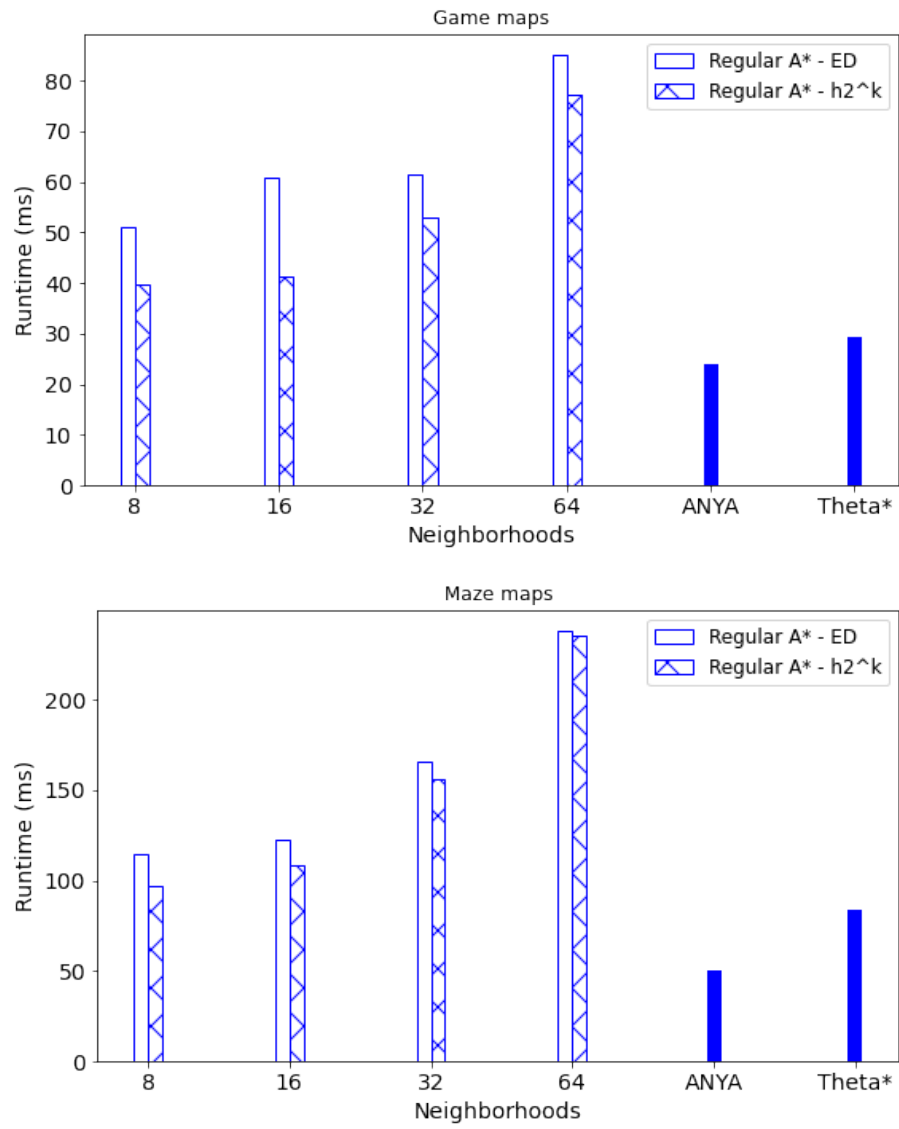 Game maps
Regular A* - ED
Regular A* - h2^k
80
70
60
50
40
30
20
10
0
Runtime (ms)
8 16 32 64 ANYA Theta*
Neighborhoods
Maze maps
Regular A* - ED
Regular A* - h2^k
200
150
100
50
0
Runtime (ms)
8 16 32 64 ANYA Theta*
Neighborhoods